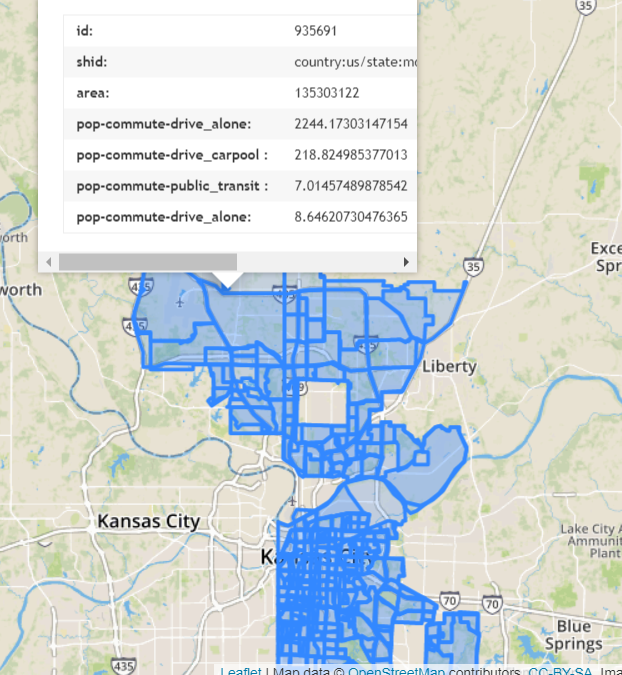 id: 935691
shid: country:us/state:mo
area: 135303122
pop-commute-drive_alone: 2244.17303147154
pop-commute-drive_carpool : 218.824985377013
pop-commute-public_transit : 7.01457489878542
pop-commute-drive_alone: 8.64620730476365
35
orth
worth
35
Exce
Spr
435
435
435
435
Liberty
Kansas City
Lake City A
Ammunit
Plant
70
70
Blue
Springs
435
Leaflet | Map data © OpenStreetMap contributors, CC-BY-SA, Ima